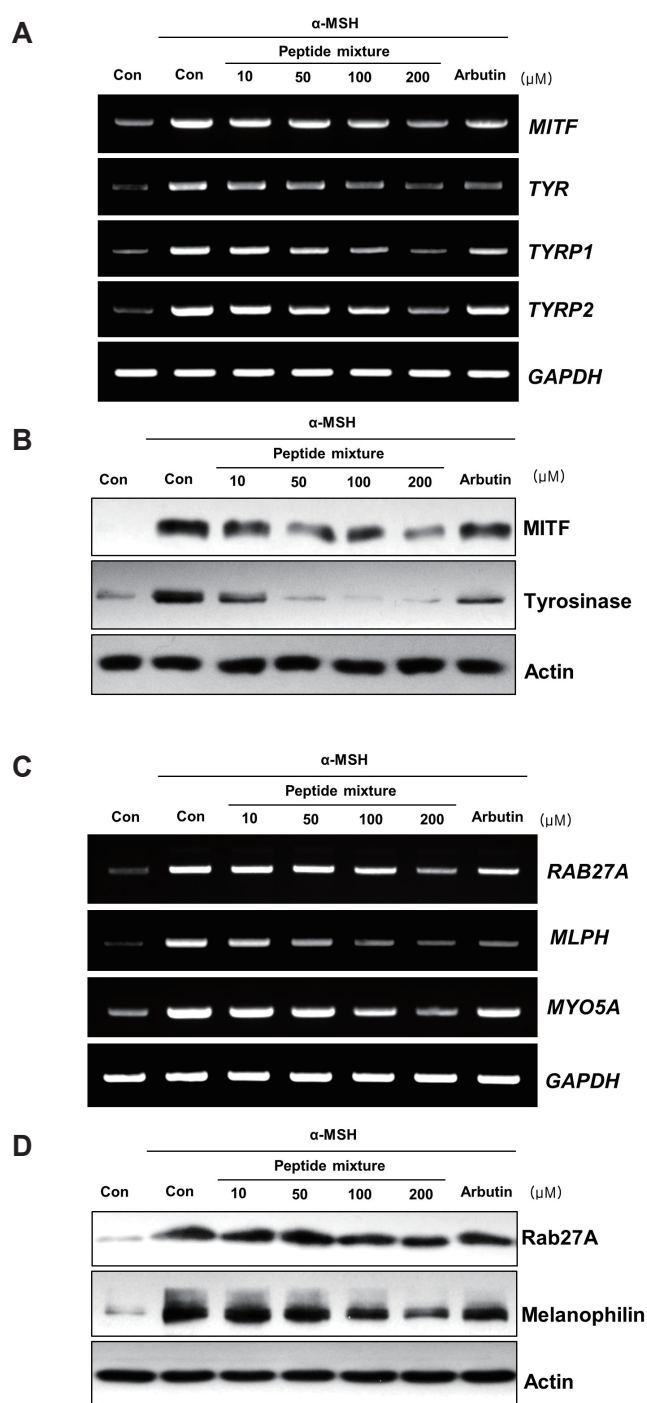 A
α-MSH
Peptide mixture
Con Con 10 50 100 200 Arbutin (μM)
MITF
TYR
TYRP1
TYRP2
GAPDH
B
α-MSH
Peptide mixture
Con Con 10 50 100 200 Arbutin (μM)
MITF
Tyrosinase
Actin
C
α-MSH
Peptide mixture
Con Con 10 50 100 200 Arbutin (μM)
RAB27A
MLPH
MYO5A
GAPDH
D
α-MSH
Peptide mixture
Con Con 10 50 100 200 Arbutin (μM)
Rab27A
Melanophilin
Actin